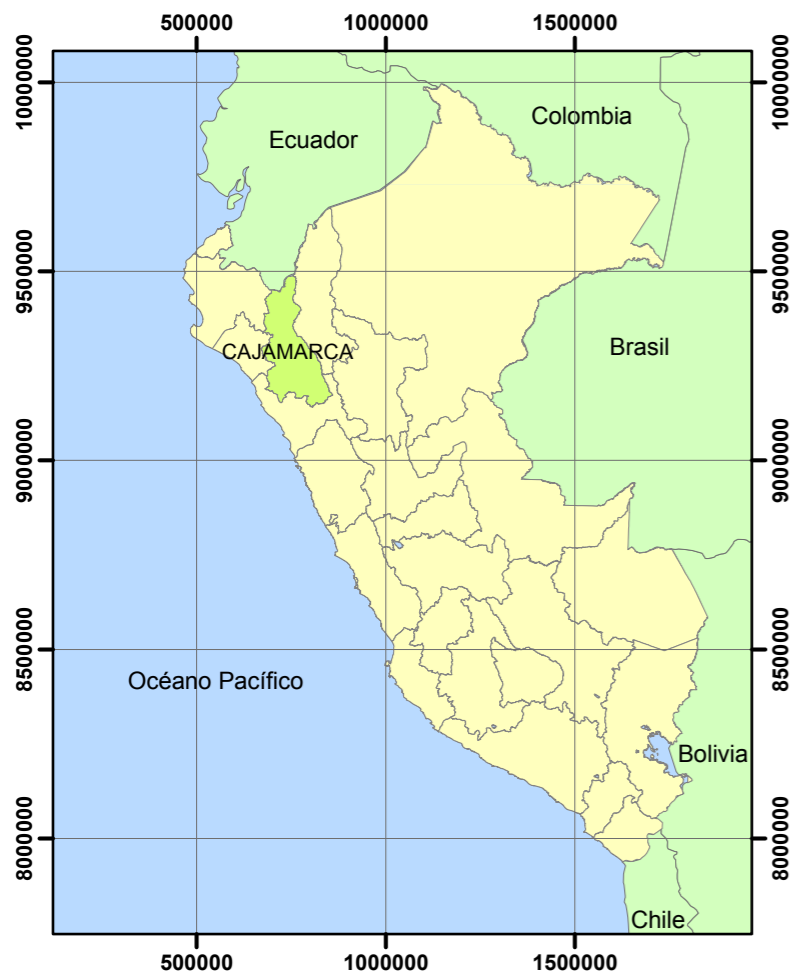 500000 1000000 1500000
10000000 10000000
Colombia
Ecuador
9500000 9500000
Brasil
CAJAMARCA
9000000 9000000
8500000 8500000
Océano Pacífico
Bolivia
8000000 8000000
Chile
500000 1000000 1500000